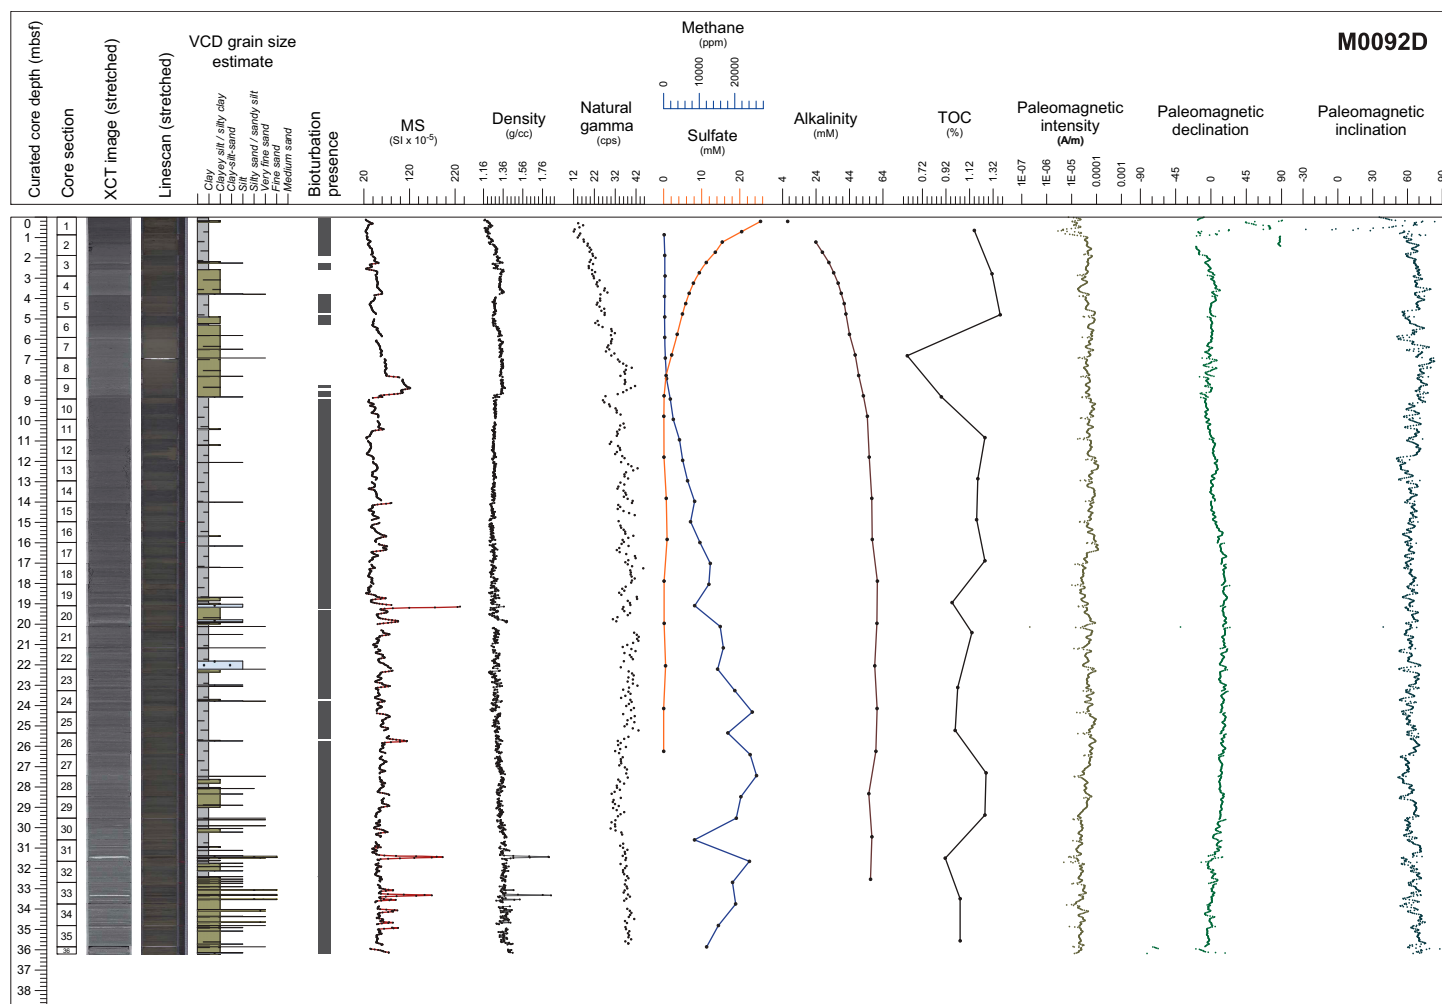 M0092D
Curated core depth (mbsf)
Core section
XCT image (stretched)
Linescan (stretched)
VCD grain size
estimate
Clay
Clayey silt / silty clay
Clay-silt-sand
Silt
Silty sand / sandy silt
Very fine sand
Fine sand
Medium sand
Bioturbation
presence
MS
(SI x 10-5)
20 120 220
Density
(g/cc)
1.16 1.36 1.56 1.76
Natural
gamma
(cps)
12 22 32 42
Methane
(ppm)
0 10000 20000
Sulfate
(mM)
0 10 20
Alkalinity
(mM)
4 24 44 64
TOC
(%)
0.72 0.92 1.12 1.32
Paleomagnetic
intensity
(A/m)
1E-07 1E-06 1E-05 0.0001 0.001
Paleomagnetic
declination
-90 -45 0 45 90
Paleomagnetic
inclination
-30 0 30 60 90
0
1
2
3
4
5
6
7
8
9
10
11
12
13
14
15
16
17
18
19
20
21
22
23
24
25
26
27
28
29
30
31
32
33
34
35
36
37
38
1
2
3
4
5
6
7
8
9
10
11
12
13
14
15
16
17
18
19
20
21
22
23
24
25
26
27
28
29
30
31
32
33
34
35
36